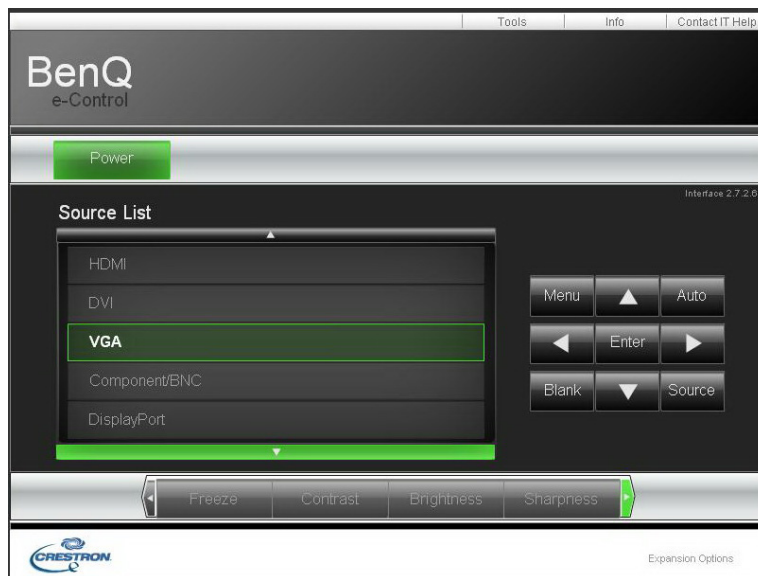 Tools Info Contact IT Help
BenQ
e-Control
Power
Interface 2.7.2.6
Source List
HDMI
DVI
VGA
Component/BNC
DisplayPort
Menu Auto
Enter
Blank Source
Freeze Contrast Brightness Sharpness
CRESTRON
Expansion Options